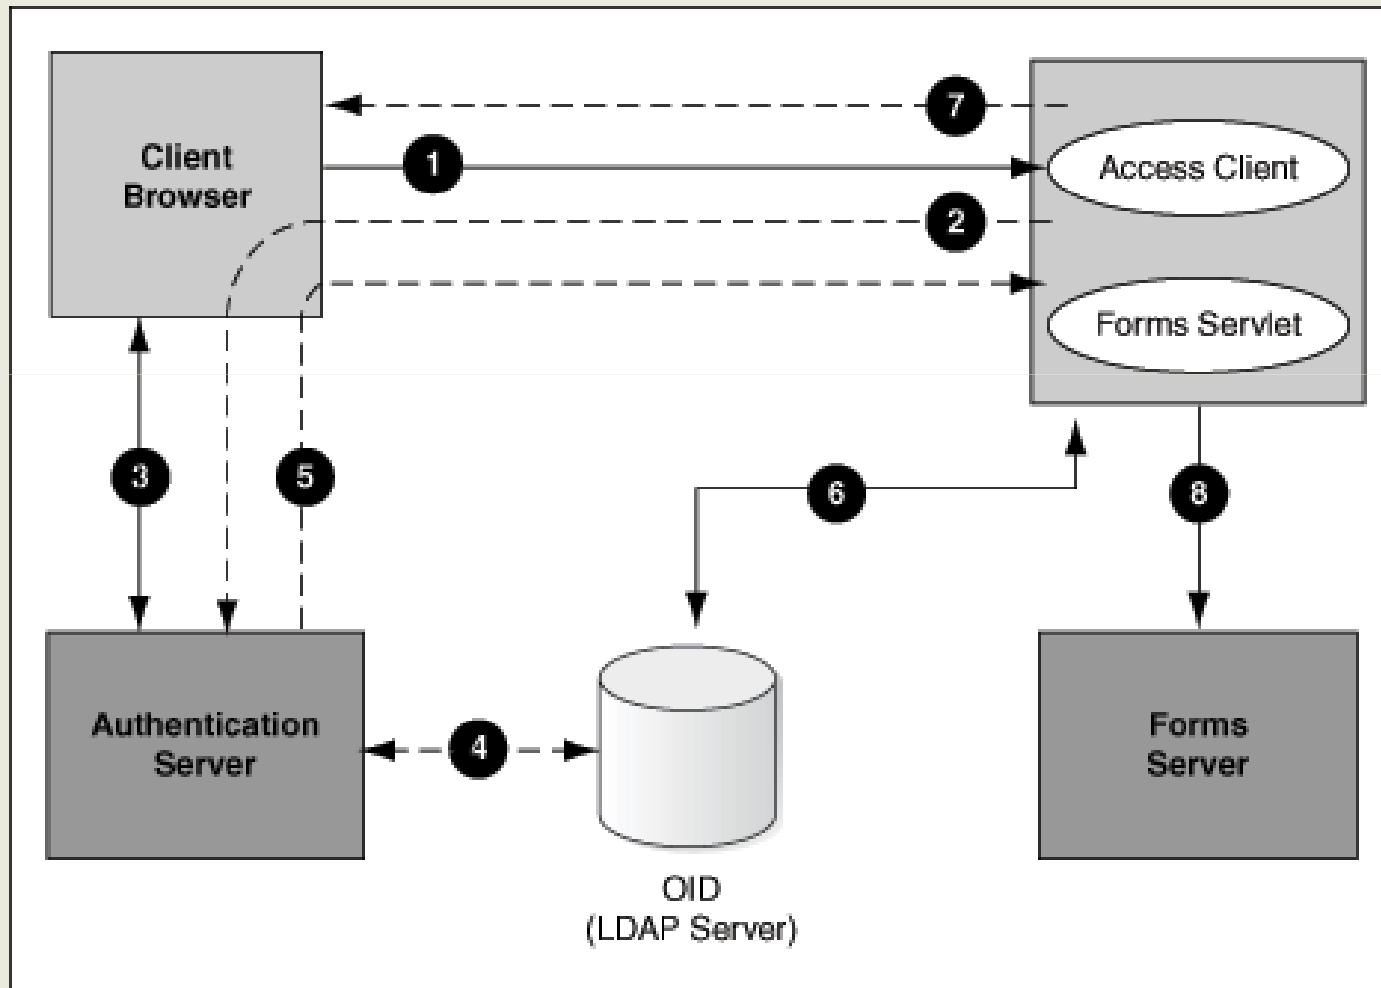 7
Client
Browser
1
Access Client
2
Forms Servlet
3
5
6
8
Authentication
Server
4
Forms
Server
OID
(LDAP Server)